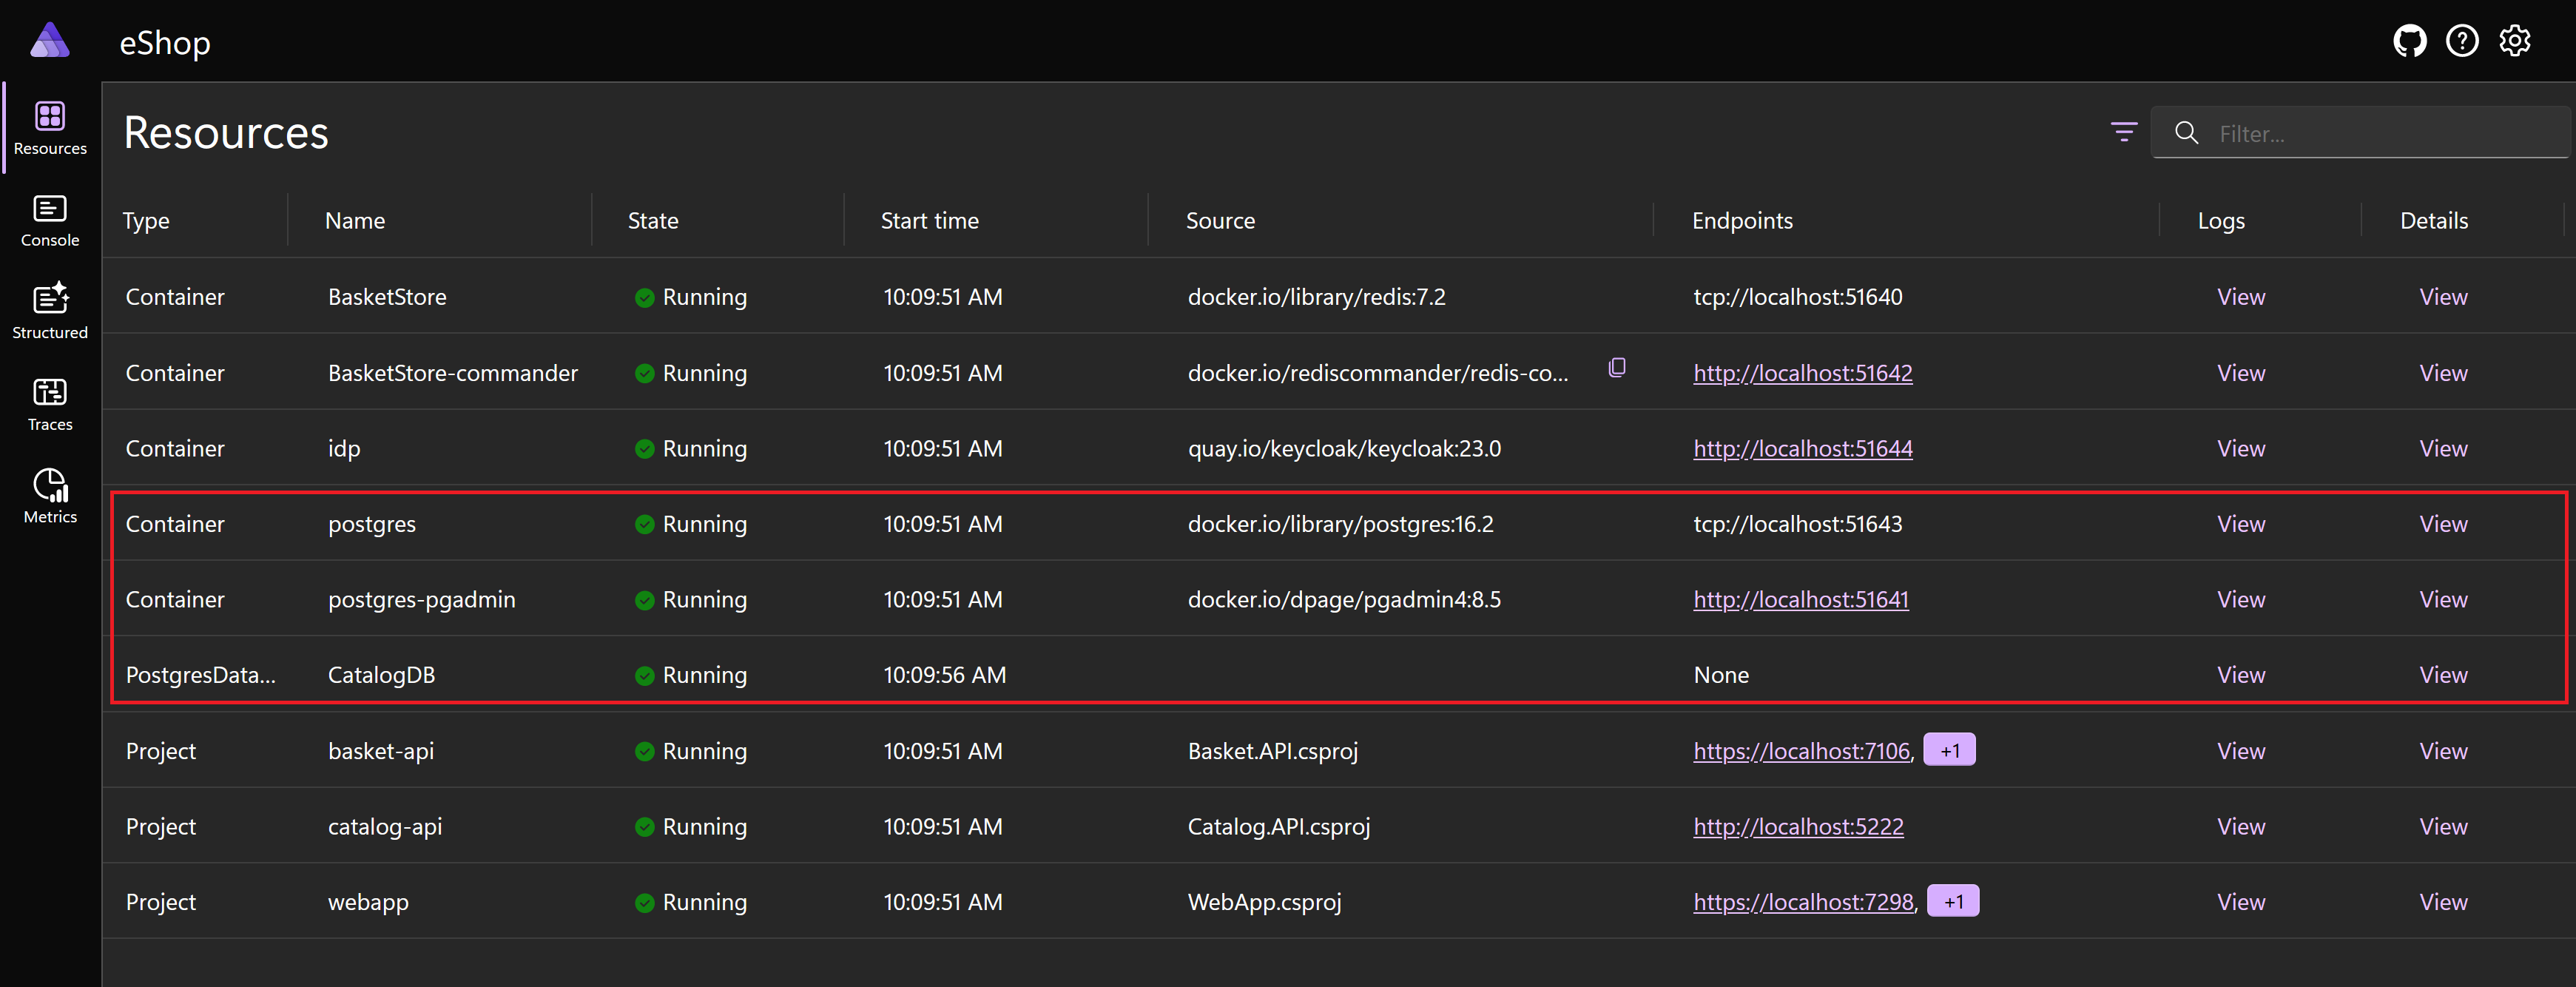 eShop
Resources
Filter...
Resources
Console
Structured
Traces
Metrics
Type Name State Start time Source Endpoints Logs Details
Container BasketStore Running 10:09:51 AM docker.io/library/redis:7.2 tcp://localhost:51640 View View
Container BasketStore-commander Running 10:09:51 AM docker.io/rediscommander/redis-co... http://localhost:51642 View View
Container idp Running 10:09:51 AM quay.io/keycloak/keycloak:23.0 http://localhost:51644 View View
Container postgres Running 10:09:51 AM docker.io/library/postgres:16.2 tcp://localhost:51643 View View
Container postgres-pgadmin Running 10:09:51 AM docker.io/dpage/pgadmin4:8.5 http://localhost:51641 View View
PostgresData... CatalogDB Running 10:09:56 AM None View View
Project basket-api Running 10:09:51 AM Basket.API.csproj https://localhost:7106, +1 View View
Project catalog-api Running 10:09:51 AM Catalog.API.csproj http://localhost:5222 View View
Project webapp Running 10:09:51 AM WebApp.csproj https://localhost:7298, +1 View View